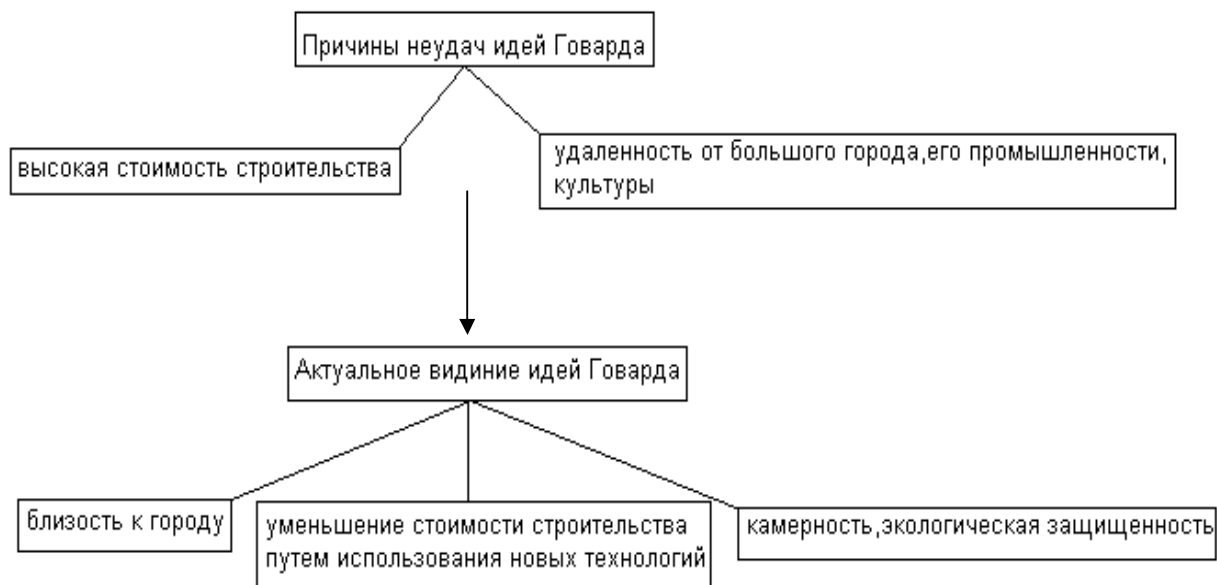 Причины неудач идей Говарда
высокая стоимость строительства
удаленность от большого города,его промышленности,
культуры
Актуальное видиние идей Говарда
близость к городу
уменьшение стоимости строительства
путем использования новых технологий
камерность,экологическая защищенность